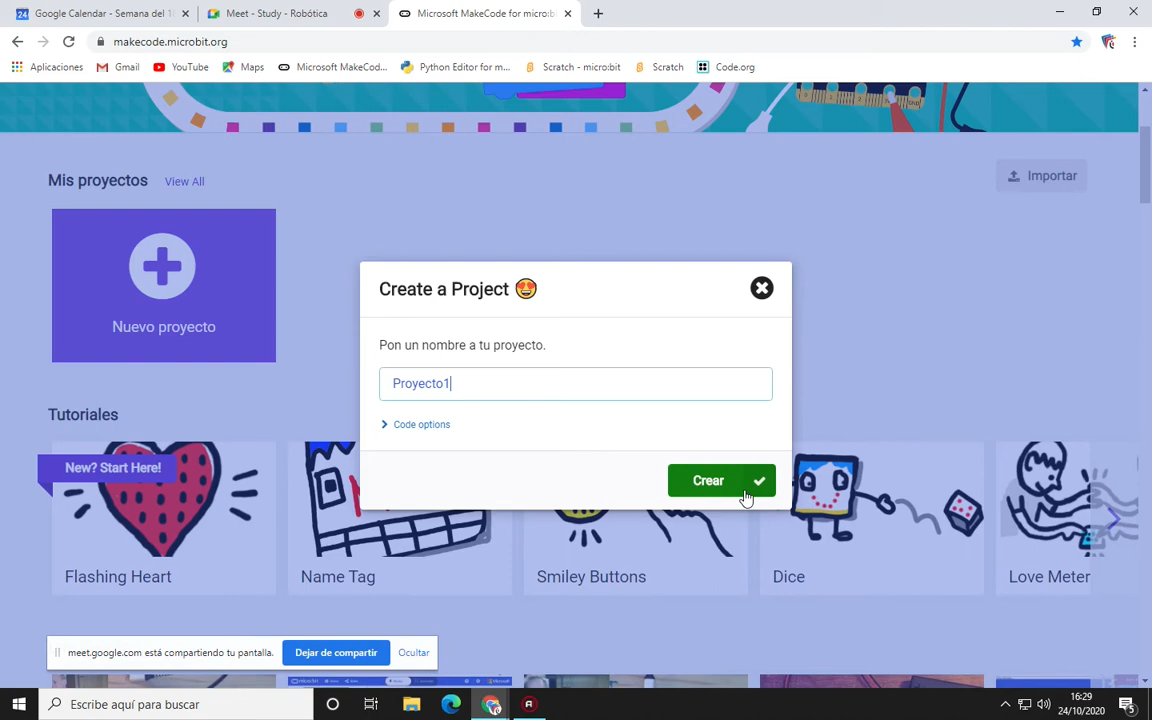 Google Calendar - Semana del 1
Meet - Study - Robótica
Microsoft MakeCode for micro:b
makecode.microbit.org
Aplicaciones
Gmail
YouTube
Maps
Microsoft MakeCod...
Python Editor for m...
Scratch - micro:bit
Scratch
Code.org
Mis proyectos
View All
Importar
Nuevo proyecto
Create a Project
Pon un nombre a tu proyecto.
Proyecto1
Code options
Crear
Tutoriales
New? Start Here!
Flashing Heart
Name Tag
Smiley Buttons
Dice
Love Meter
meet.google.com está compartiendo tu pantalla.
Dejar de compartir
Ocultar
Escribe aquí para buscar
16:29
24/10/2020
5